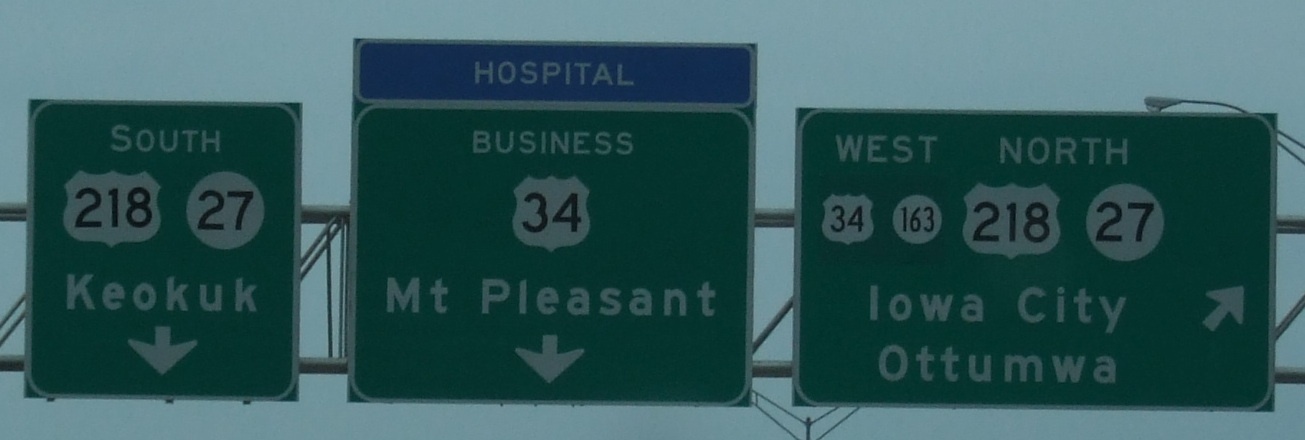 SOUTH
218 27
Keokuk
HOSPITAL
BUSINESS
34
Mt Pleasant
WEST NORTH
34 163 218 27
Iowa City
Ottumwa